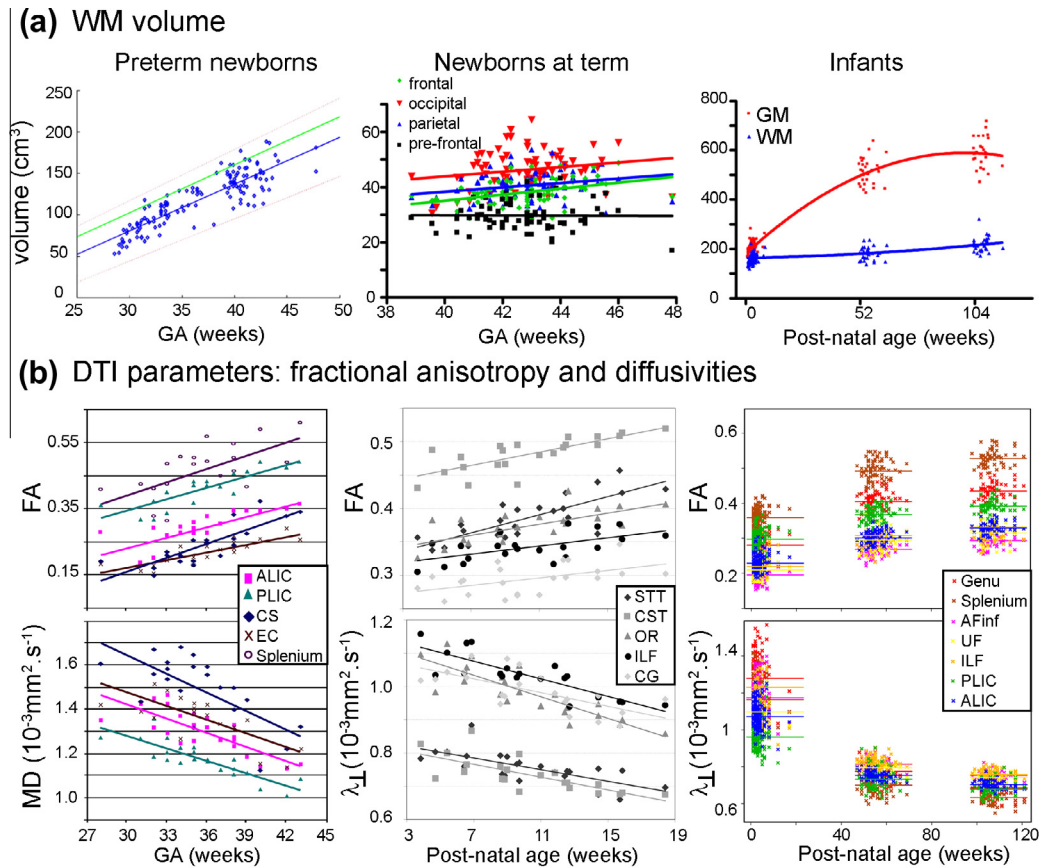 (a) WM volume
Preterm newborns
Newborns at term
Infants
volume (cm³)
250
200
150
100
50
0
25 30 35 40 45 50
GA (weeks)
frontal
occipital
parietal
pre-frontal
60
40
20
0
38 40 42 44 46 48
GA (weeks)
GM
WM
800
600
400
200
0
0 52 104
Post-natal age (weeks)
(b) DTI parameters: fractional anisotropy and diffusivities
FA
0.55
0.35
0.15
ALIC
PLIC
CS
EC
Splenium
MD (10⁻³mm².s⁻¹)
1.6
1.4
1.2
1.0
27 31 35 39 43 45
GA (weeks)
FA
0.5
0.4
0.3
STT
CST
OR
ILF
CG
λ⊥(10⁻³mm².s⁻¹)
1.2
1.0
0.8
0.6
3 7 11 15 19
Post-natal age (weeks)
FA
0.6
0.4
0.2
Genu
Splenium
AFinf
UF
ILF
PLIC
ALIC
λ⊥(10⁻³mm².s⁻¹)
1.4
1
0.6
0 20 40 60 80 100 120
Post-natal age (weeks)